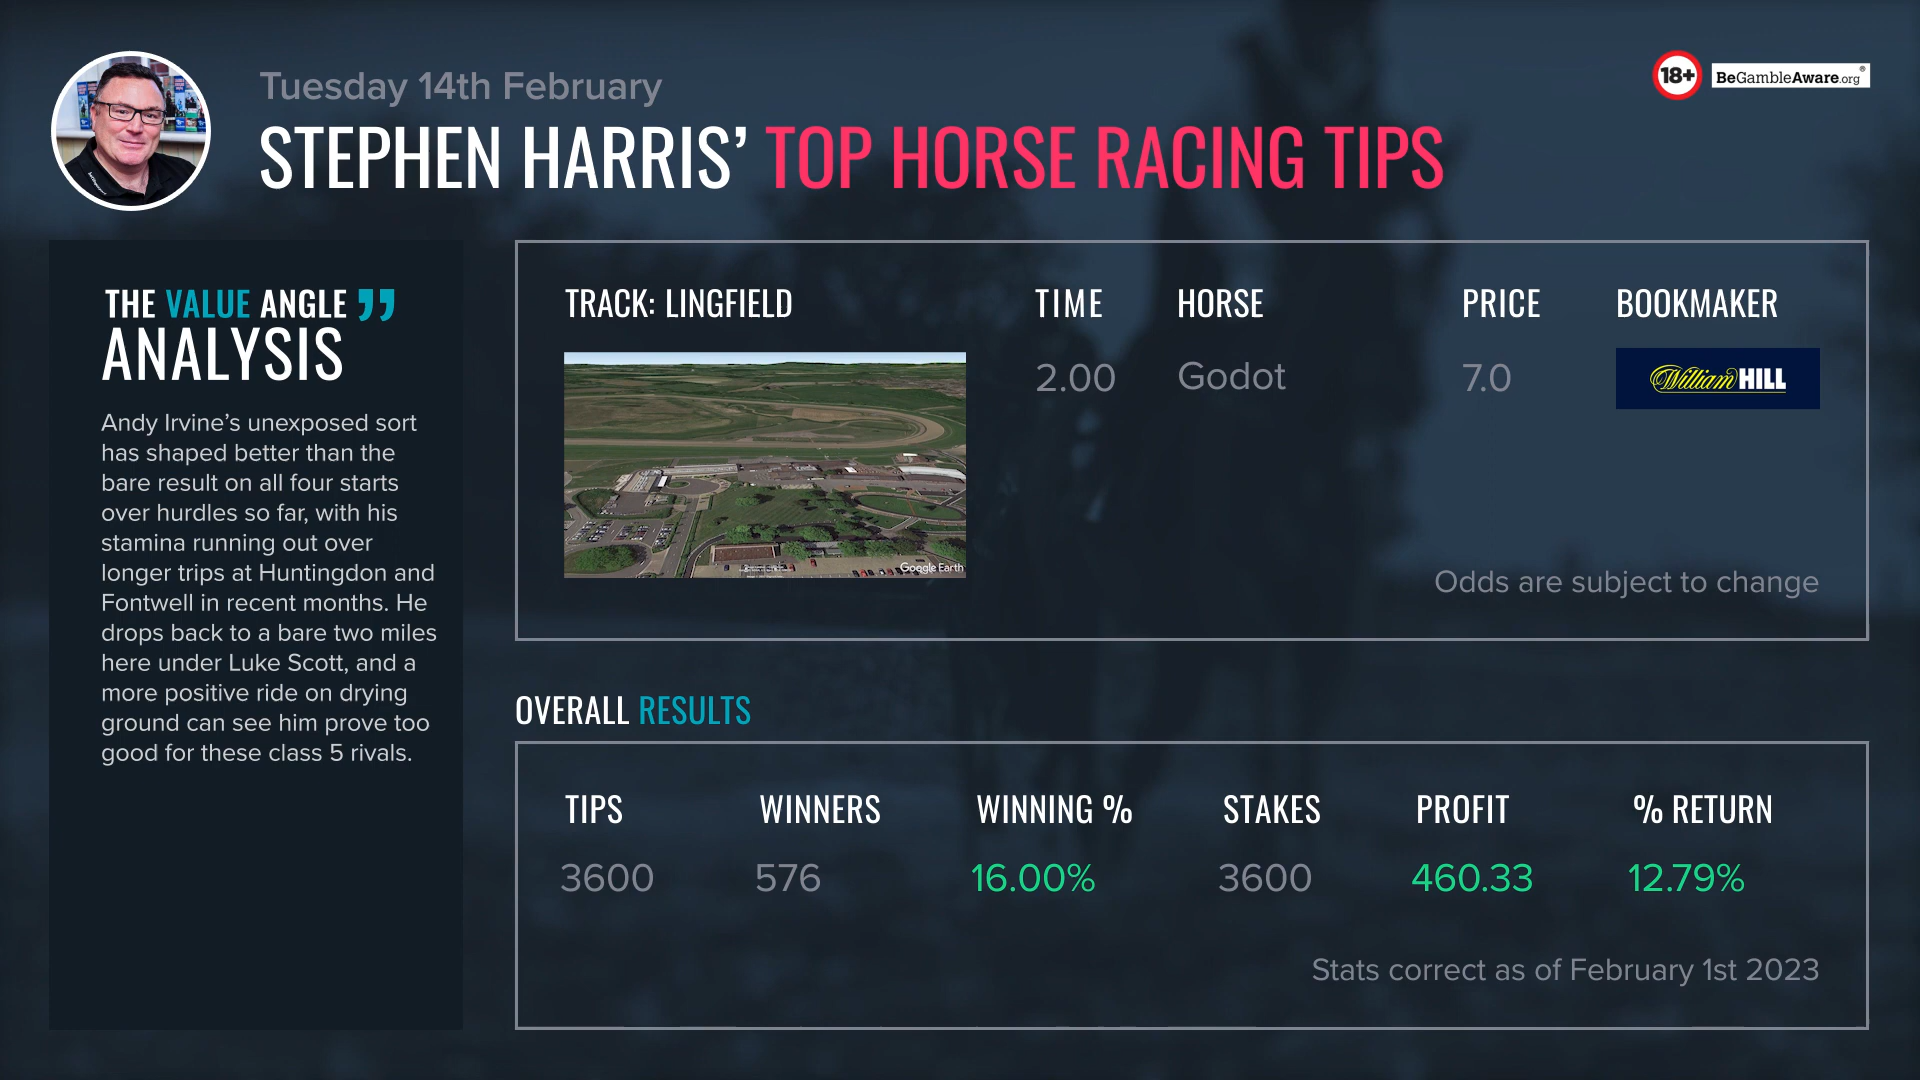 Tuesday 14th February
STEPHEN HARRIS’ TOP HORSE RACING TIPS
18+
BeGambleAware.org®
THE VALUE ANGLE ”
ANALYSIS
Andy Irvine’s unexposed sort
has shaped better than the
bare result on all four starts
over hurdles so far, with his
stamina running out over
longer trips at Huntingdon and
Fontwell in recent months. He
drops back to a bare two miles
here under Luke Scott, and a
more positive ride on drying
ground can see him prove too
good for these class 5 rivals.
TRACK: LINGFIELD
TIME HORSE PRICE BOOKMAKER
2.00 Godot 7.0 William HILL
Google Earth
Odds are subject to change
OVERALL RESULTS
TIPS WINNERS WINNING % STAKES PROFIT % RETURN
3600 576 16.00% 3600 460.33 12.79%
Stats correct as of February 1st 2023